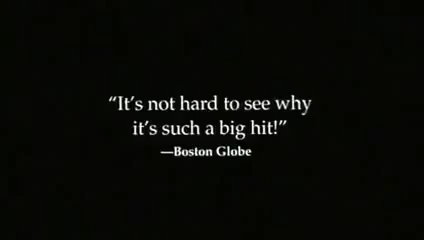 “It’s not hard to see why
it’s such a big hit!”
—Boston Globe